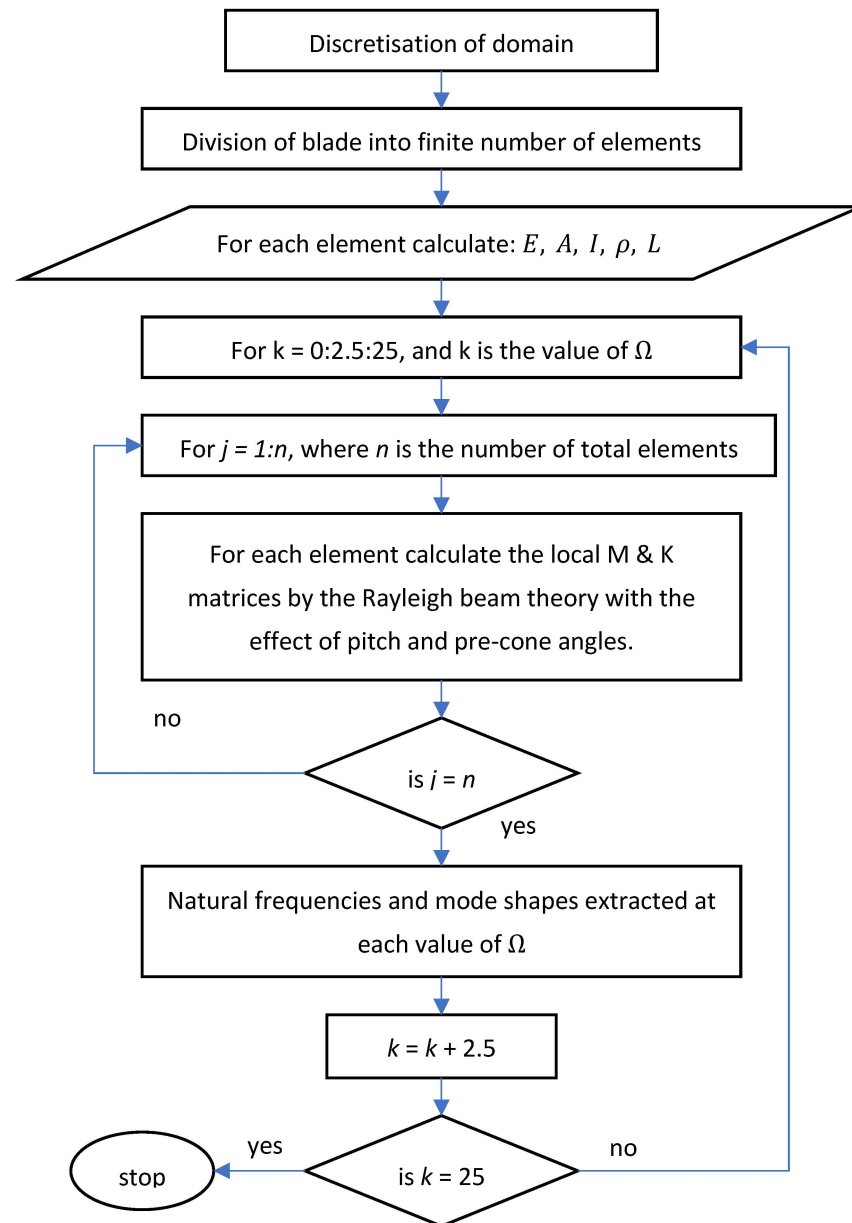 Discretisation of domain
Division of blade into finite number of elements
For each element calculate: E, A, I, ρ, L
For k = 0:2.5:25, and k is the value of Ω
For j = 1:n, where n is the number of total elements
For each element calculate the local M & K
matrices by the Rayleigh beam theory with the
effect of pitch and pre-cone angles.
no
is j = n
yes
Natural frequencies and mode shapes extracted at
each value of Ω
k = k + 2.5
yes
no
is k = 25
stop